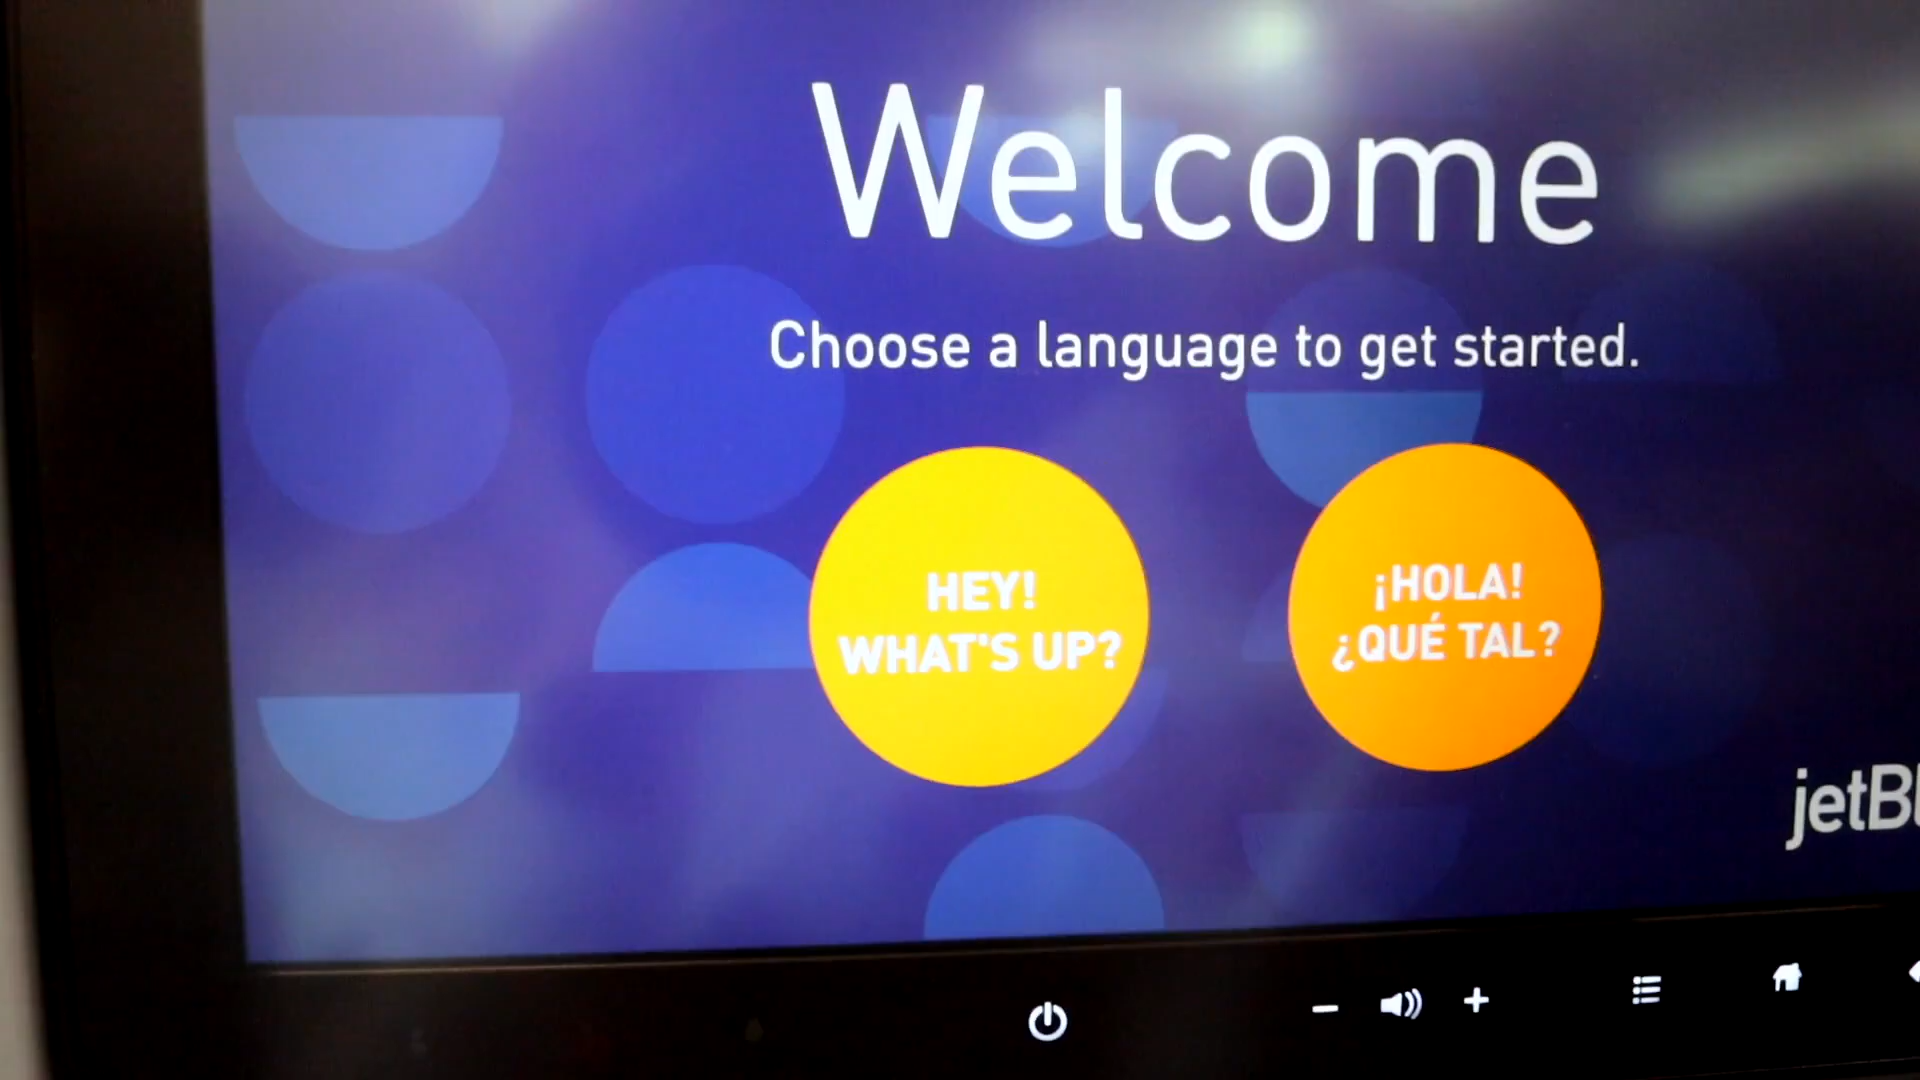 Welcome
Choose a language to get started.
HEY!
WHAT'S UP?
¡HOLA!
¿QUÉ TAL?